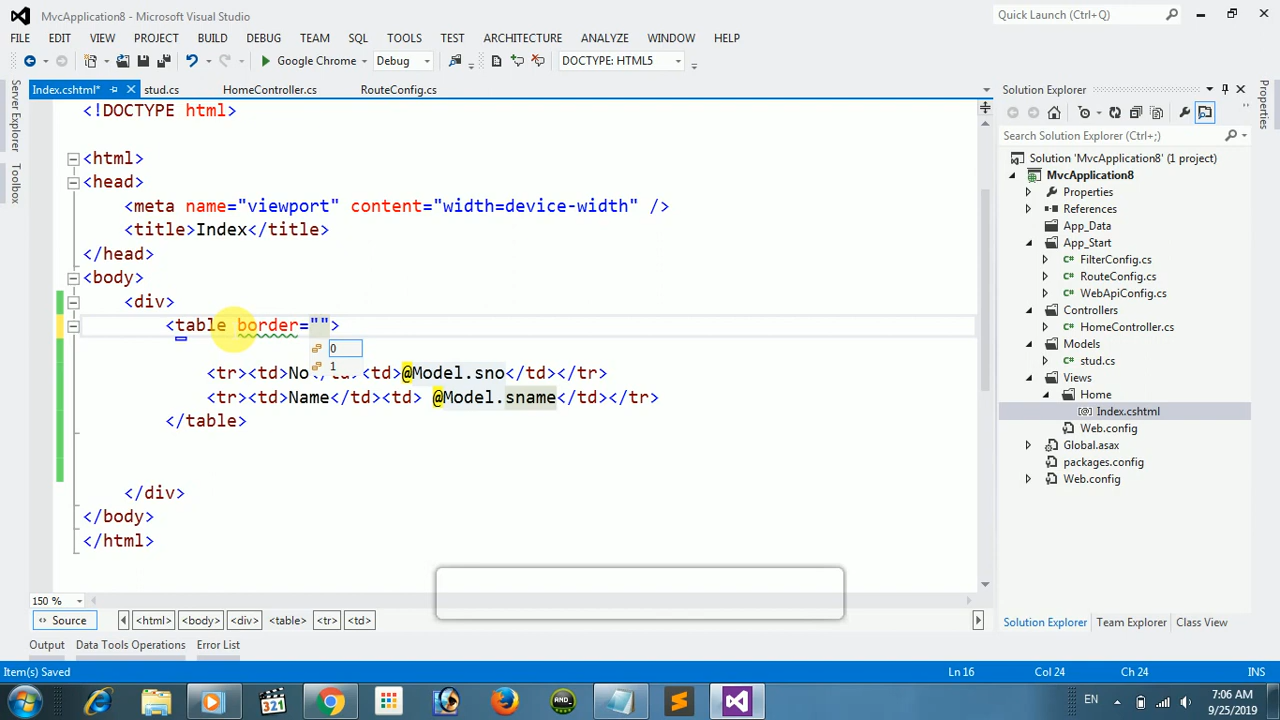 MvcApplication8 - Microsoft Visual Studio
Quick Launch (Ctrl+Q)
FILE EDIT VIEW PROJECT BUILD DEBUG TEAM SQL TOOLS TEST ARCHITECTURE ANALYZE WINDOW HELP
Google Chrome Debug DOCTYPE: HTML5
Index.cshtml* stud.cs HomeController.cs RouteConfig.cs
Server Explorer
Toolbox
<!DOCTYPE html>
<html>
<head>
<meta name="viewport" content="width=device-width" />
<title>Index</title>
</head>
<body>
<div>
<table border="">
0
1
<tr><td>No</td><td>@Model.sno</td></tr>
<tr><td>Name</td><td> @Model.sname</td></tr>
</table>
</div>
</body>
</html>
150 %
Source <html> <body> <div> <table> <tr> <td>
Output Data Tools Operations Error List
Solution Explorer
Search Solution Explorer (Ctrl+;)
Solution 'MvcApplication8' (1 project)
MvcApplication8
Properties
References
App_Data
App_Start
FilterConfig.cs
RouteConfig.cs
WebApiConfig.cs
Controllers
HomeController.cs
Models
stud.cs
Views
Home
Index.cshtml
Web.config
Global.asax
packages.config
Web.config
Solution Explorer Team Explorer Class View
Properties
Item(s) Saved Ln 16 Col 24 Ch 24 INS
321
AND_
EN
7:06 AM
9/25/2019